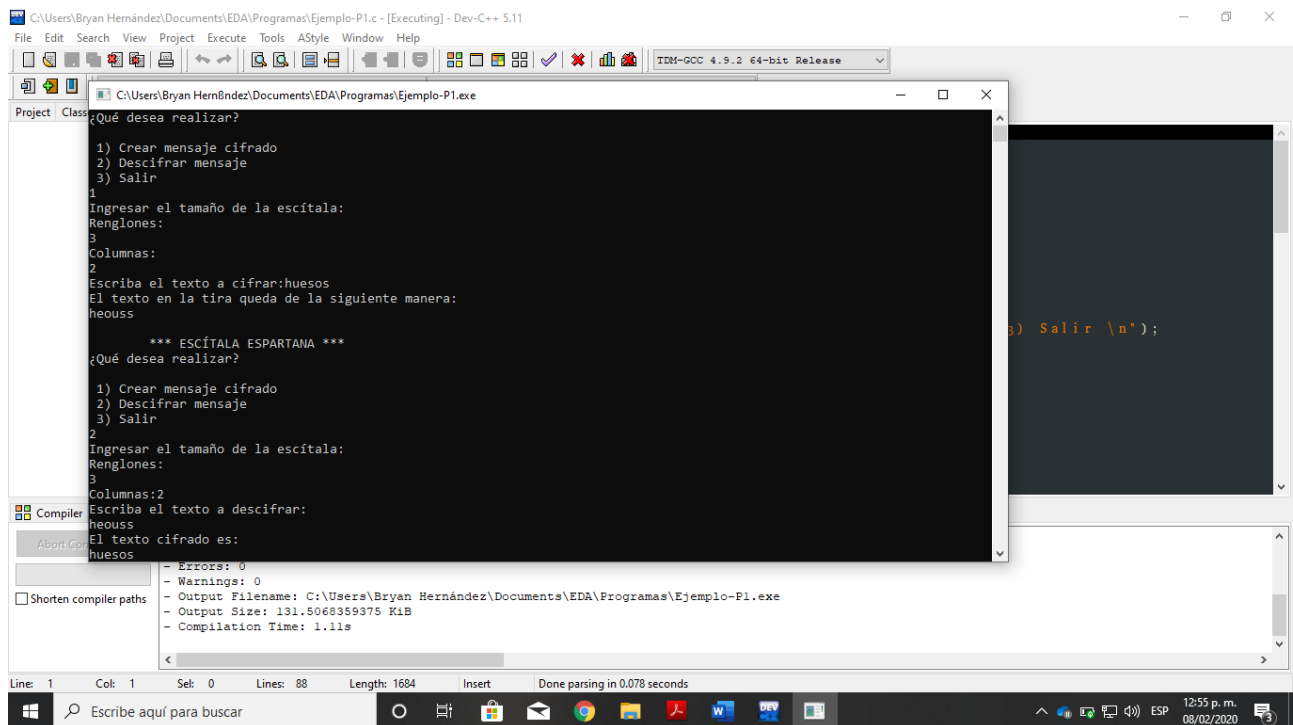 C:\Users\Bryan Hernández\Documents\EDA\Programas\Ejemplo-P1.c - [Executing] - Dev-C++ 5.11
File Edit Search View Project Execute Tools AStyle Window Help
TDM-GCC 4.9.2 64-bit Release
C:\Users\Bryan Hernßndez\Documents\EDA\Programas\Ejemplo-P1.exe
Project Class
¿Qué desea realizar?
1) Crear mensaje cifrado
2) Descifrar mensaje
3) Salir
1
Ingresar el tamaño de la escítala:
Renglones:
3
Columnas:
2
Escriba el texto a cifrar:huesos
El texto en la tira queda de la siguiente manera:
heouss
*** ESCÍTALA ESPARTANA ***
¿Qué desea realizar?
1) Crear mensaje cifrado
2) Descifrar mensaje
3) Salir
2
Ingresar el tamaño de la escítala:
Renglones:
3
Columnas:2
Escriba el texto a descifrar:
heouss
El texto cifrado es:
huesos
3) Salir \n");
Compiler
Abort Com
Shorten compiler paths
- Errors: 0
- Warnings: 0
- Output Filename: C:\Users\Bryan Hernández\Documents\EDA\Programas\Ejemplo-P1.exe
- Output Size: 131.5068359375 KiB
- Compilation Time: 1.11s
Line: 1 Col: 1 Sel: 0 Lines: 88 Length: 1684 Insert Done parsing in 0.078 seconds
Escribe aquí para buscar
ESP
12:55 p. m.
08/02/2020